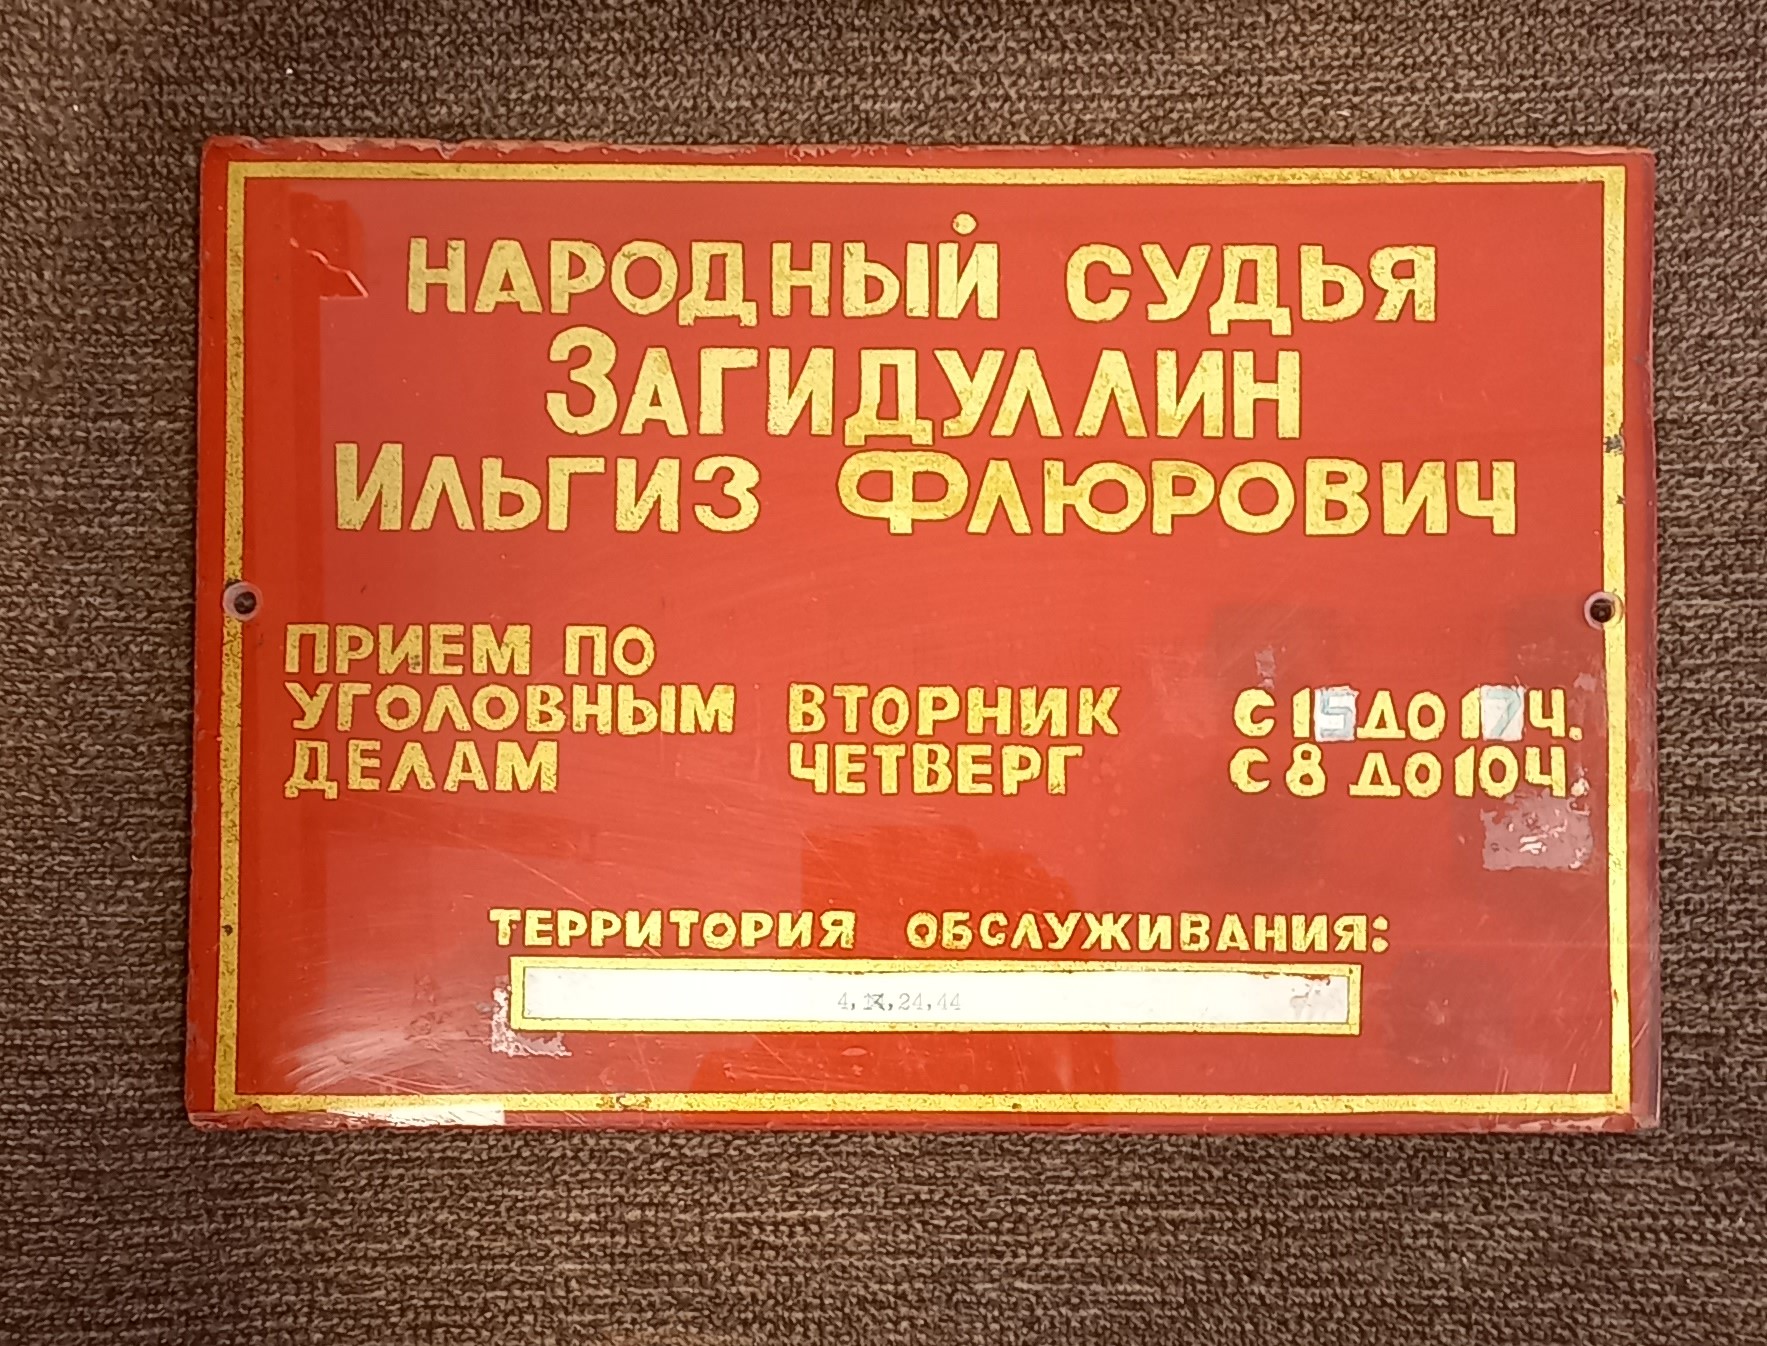 НАРОДНЫЙ СУДЬЯ
ЗАГИДУЛЛИН
ИЛЬГИЗ ФЛЮРОВИЧ
ПРИЕМ ПО
УГОЛОВНЫМ ВТОРНИК С 15 ДО 17 Ч.
ДЕЛАМ ЧЕТВЕРГ С 8 ДО 10 Ч.
ТЕРРИТОРИЯ ОБСЛУЖИВАНИЯ:
4, 24, 44